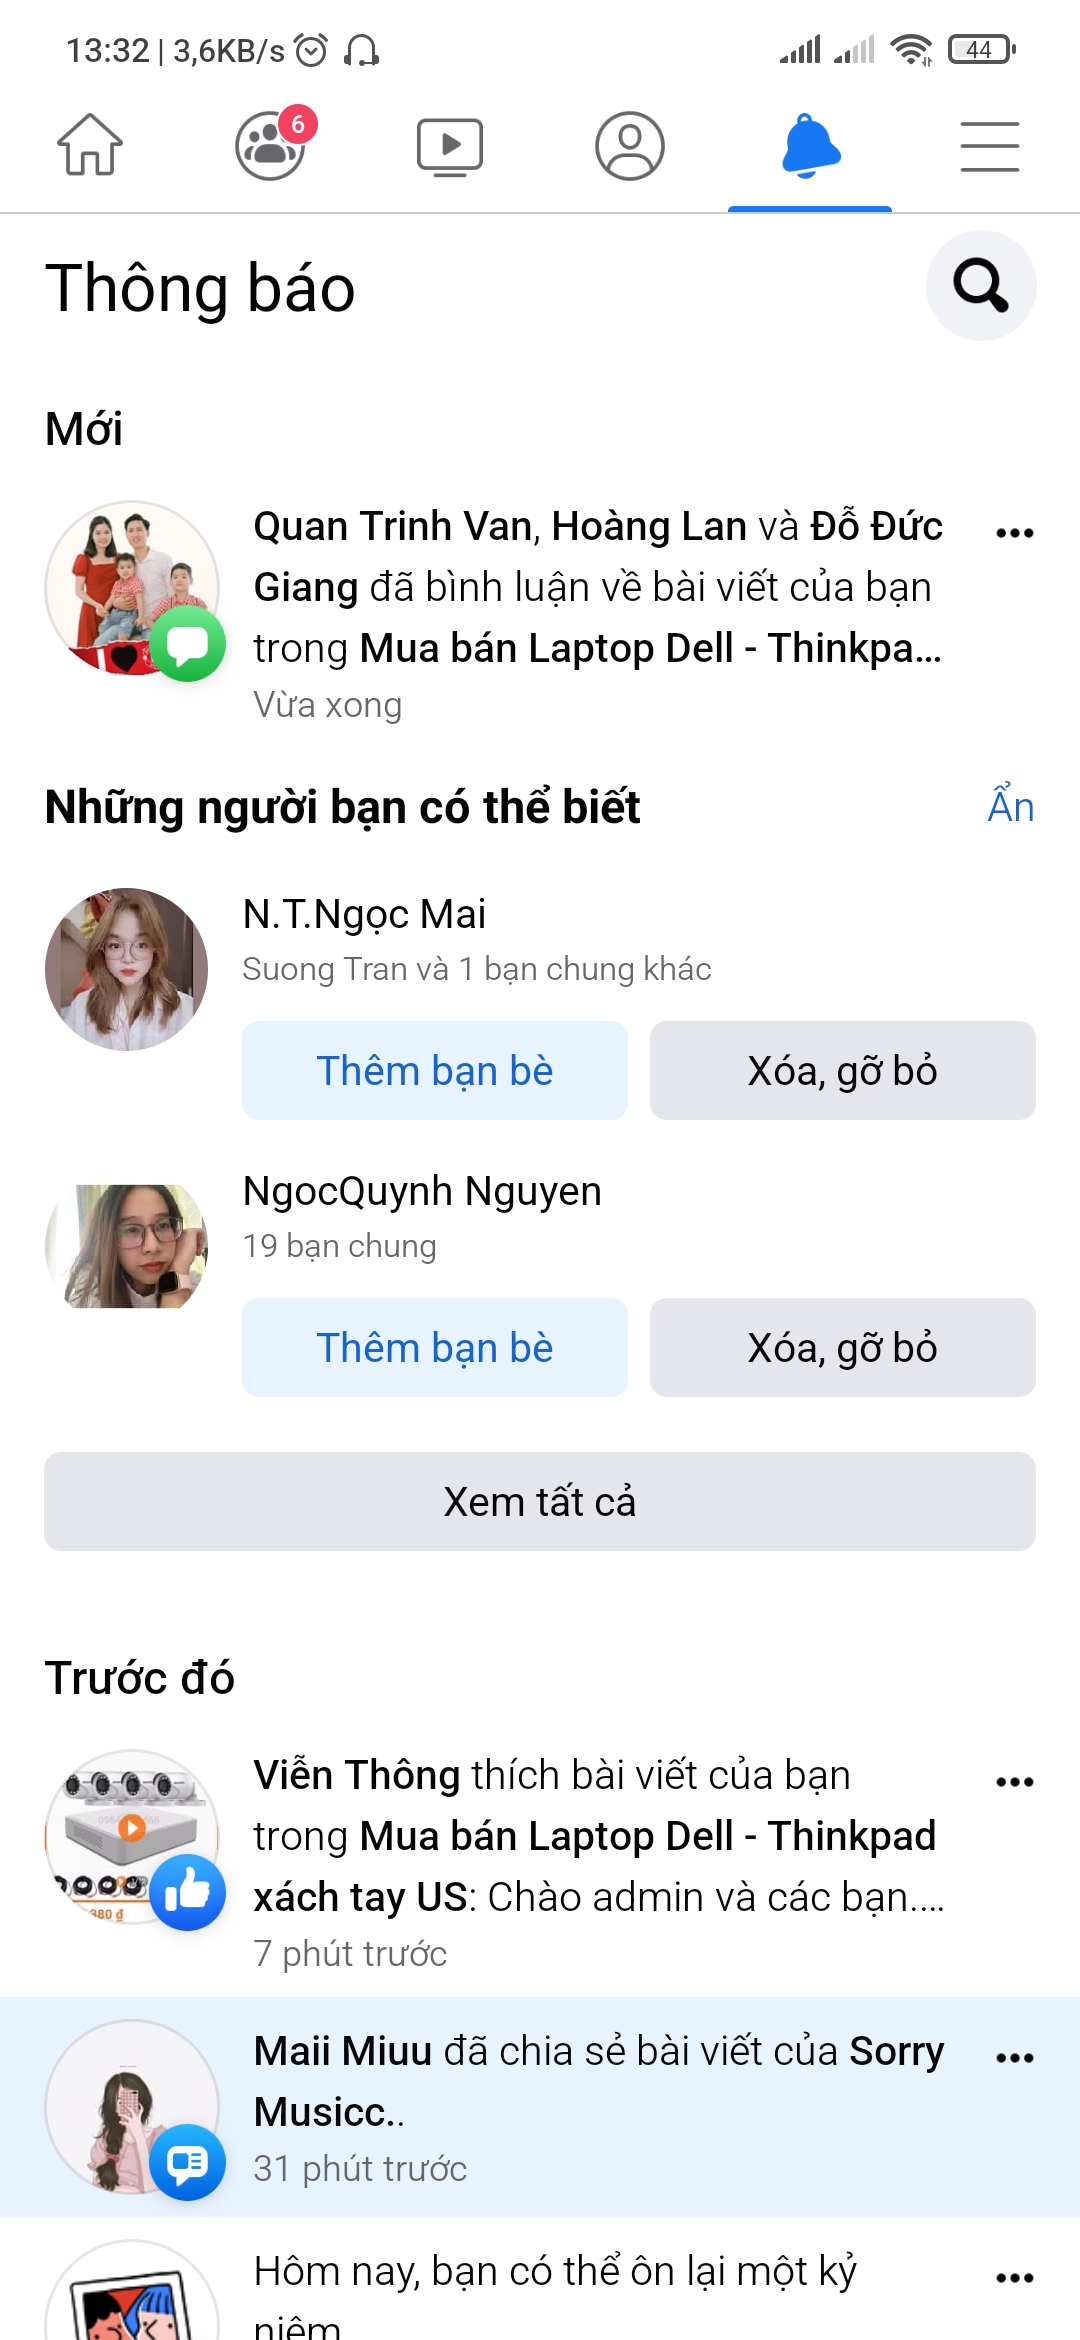 13:32 | 3,6KB/s
44
6
Thông báo
Mới
Quan Trinh Van, Hoàng Lan và Đỗ Đức
Giang đã bình luận về bài viết của bạn
trong Mua bán Laptop Dell - Thinkpa...
Vừa xong
Những người bạn có thể biết
Ẩn
N.T.Ngọc Mai
Suong Tran và 1 bạn chung khác
Thêm bạn bè
Xóa, gỡ bỏ
NgocQuynh Nguyen
19 bạn chung
Thêm bạn bè
Xóa, gỡ bỏ
Xem tất cả
Trước đó
Viễn Thông thích bài viết của bạn
trong Mua bán Laptop Dell - Thinkpad
xách tay US: Chào admin và các bạn....
380 ₫
7 phút trước
Maii Miuu đã chia sẻ bài viết của Sorry
Musicc..
31 phút trước
Hôm nay, bạn có thể ôn lại một kỷ
niệm